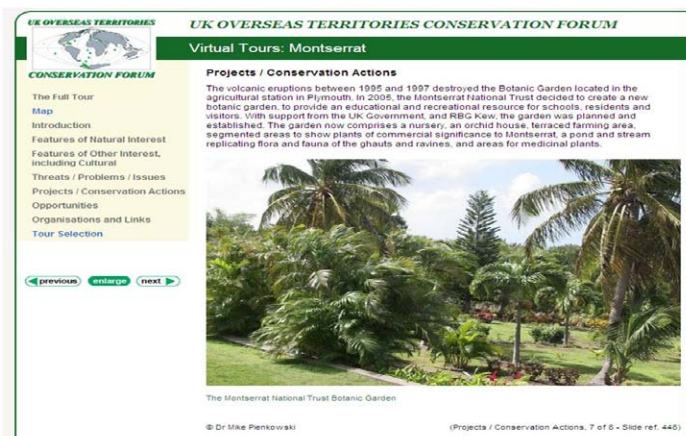 UK OVERSEAS TERRITORIES
CONSERVATION FORUM
UK OVERSEAS TERRITORIES CONSERVATION FORUM
Virtual Tours: Montserrat
The Full Tour
Map
Introduction
Features of Natural Interest
Features of Other Interest,
including Cultural
Threats / Problems / Issues
Projects / Conservation Actions
Opportunities
Organisations and Links
Tour Selection
previous enlarge next
Projects / Conservation Actions
The volcanic eruptions between 1995 and 1997 destroyed the Botanic Garden located in the
agricultural station in Plymouth. In 2005, the Montserrat National Trust decided to create a new
botanic garden, to provide an educational and recreational resource for schools, residents and
visitors. With support from the UK Government, and RBG Kew, the garden was planned and
established. The garden now comprises a nursery, an orchid house, terraced farming area,
segmented areas to show plants of commercial significance to Montserrat, a pond and stream
replicating flora and fauna of the ghauts and ravines, and areas for medicinal plants.
The Montserrat National Trust Botanic Garden
© Dr Mike Pienkowski
(Projects / Conservation Actions, 7 of 8 - Slide ref. 448)